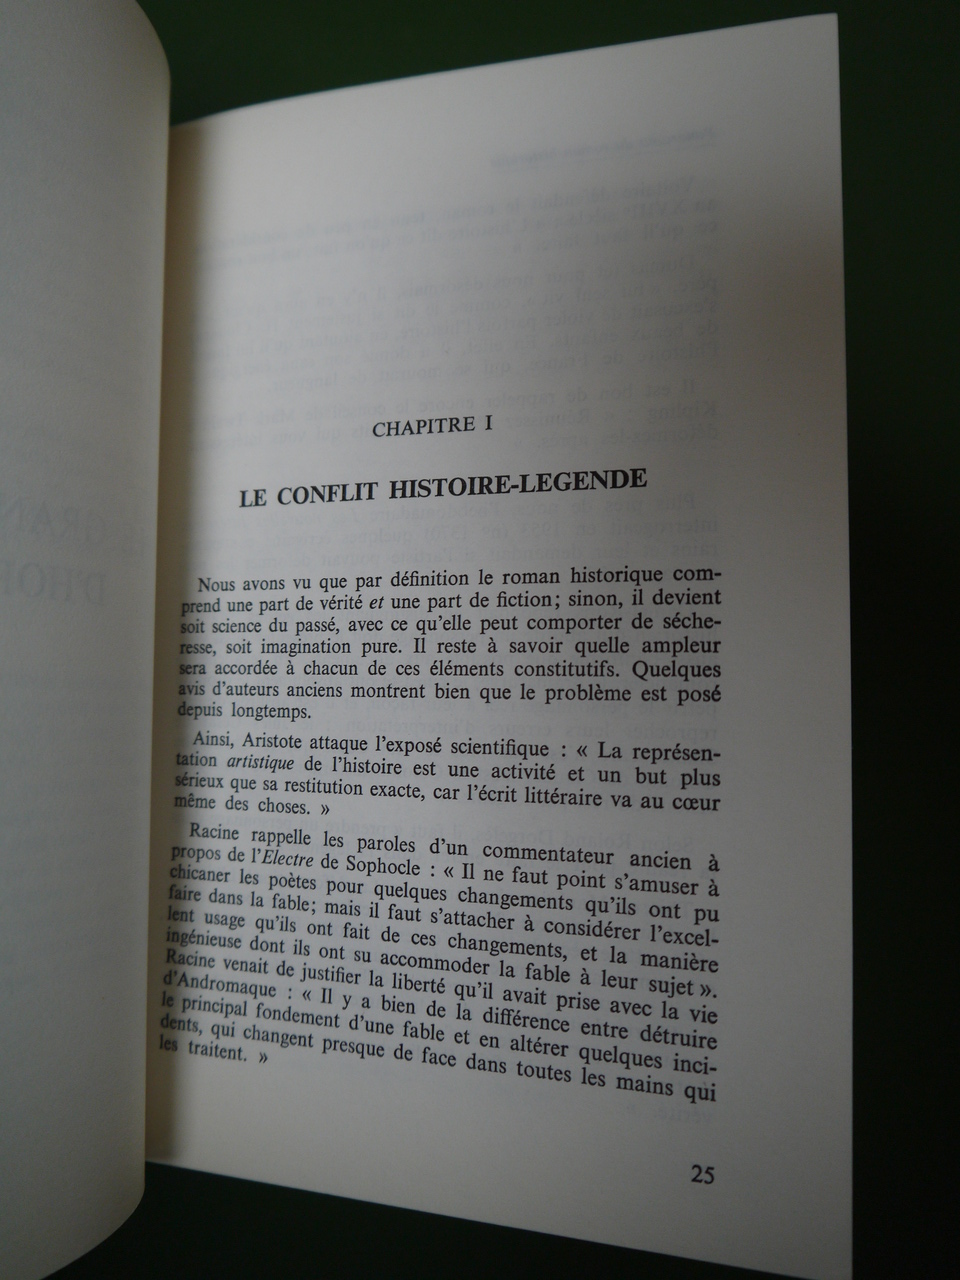 CHAPITRE I
LE CONFLIT HISTOIRE-LEGENDE
Nous avons vu que par définition le roman historique com-
prend une part de vérité et une part de fiction; sinon, il devient
soit science du passé, avec ce qu'elle peut comporter de séche-
resse, soit imagination pure. Il reste à savoir quelle ampleur
sera accordée à chacun de ces éléments constitutifs. Quelques
avis d'auteurs anciens montrent bien que le problème est posé
depuis longtemps.
Ainsi, Aristote attaque l'exposé scientifique : « La représen-
tation artistique de l'histoire est une activité et un but plus
sérieux que sa restitution exacte, car l'écrit littéraire va au cœur
même des choses. »
Racine rappelle les paroles d'un commentateur ancien à
propos de l'Electre de Sophocle : « Il ne faut point s'amuser à
chicaner les poètes pour quelques changements qu'ils ont pu
faire dans la fable; mais il faut s'attacher à considérer l'excel-
lent usage qu'ils ont fait de ces changements, et la manière
ingénieuse dont ils ont su accommoder la fable à leur sujet ».
Racine venait de justifier la liberté qu'il avait prise avec la vie
d'Andromaque : « Il y a bien de la différence entre détruire
le principal fondement d'une fable et en altérer quelques inci-
dents, qui changent presque de face dans toutes les mains qui
les traitent. »
25